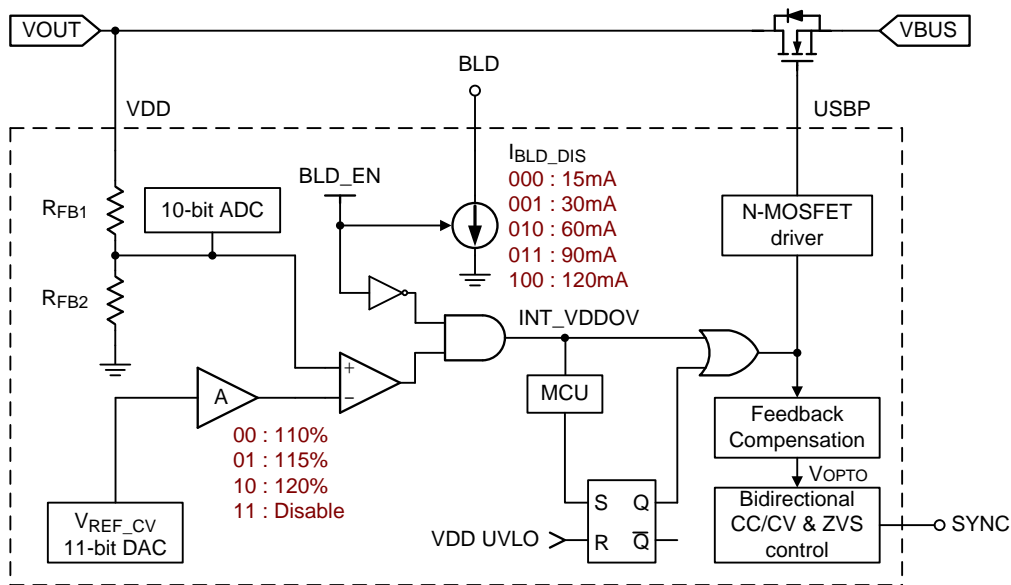 VOUT
VBUS
BLD
VDD
USBP
IBLD_DIS
000 : 15mA
001 : 30mA
010 : 60mA
011 : 90mA
100 : 120mA
BLD_EN
RFB1
10-bit ADC
N-MOSFET
driver
RFB2
INT_VDDOV
+
−
A
MCU
00 : 110%
01 : 115%
10 : 120%
11 : Disable
Feedback
Compensation
VOPTO
VREF_CV
11-bit DAC
S
Q
R
Q̅
VDD UVLO
Bidirectional
CC/CV & ZVS
control
SYNC